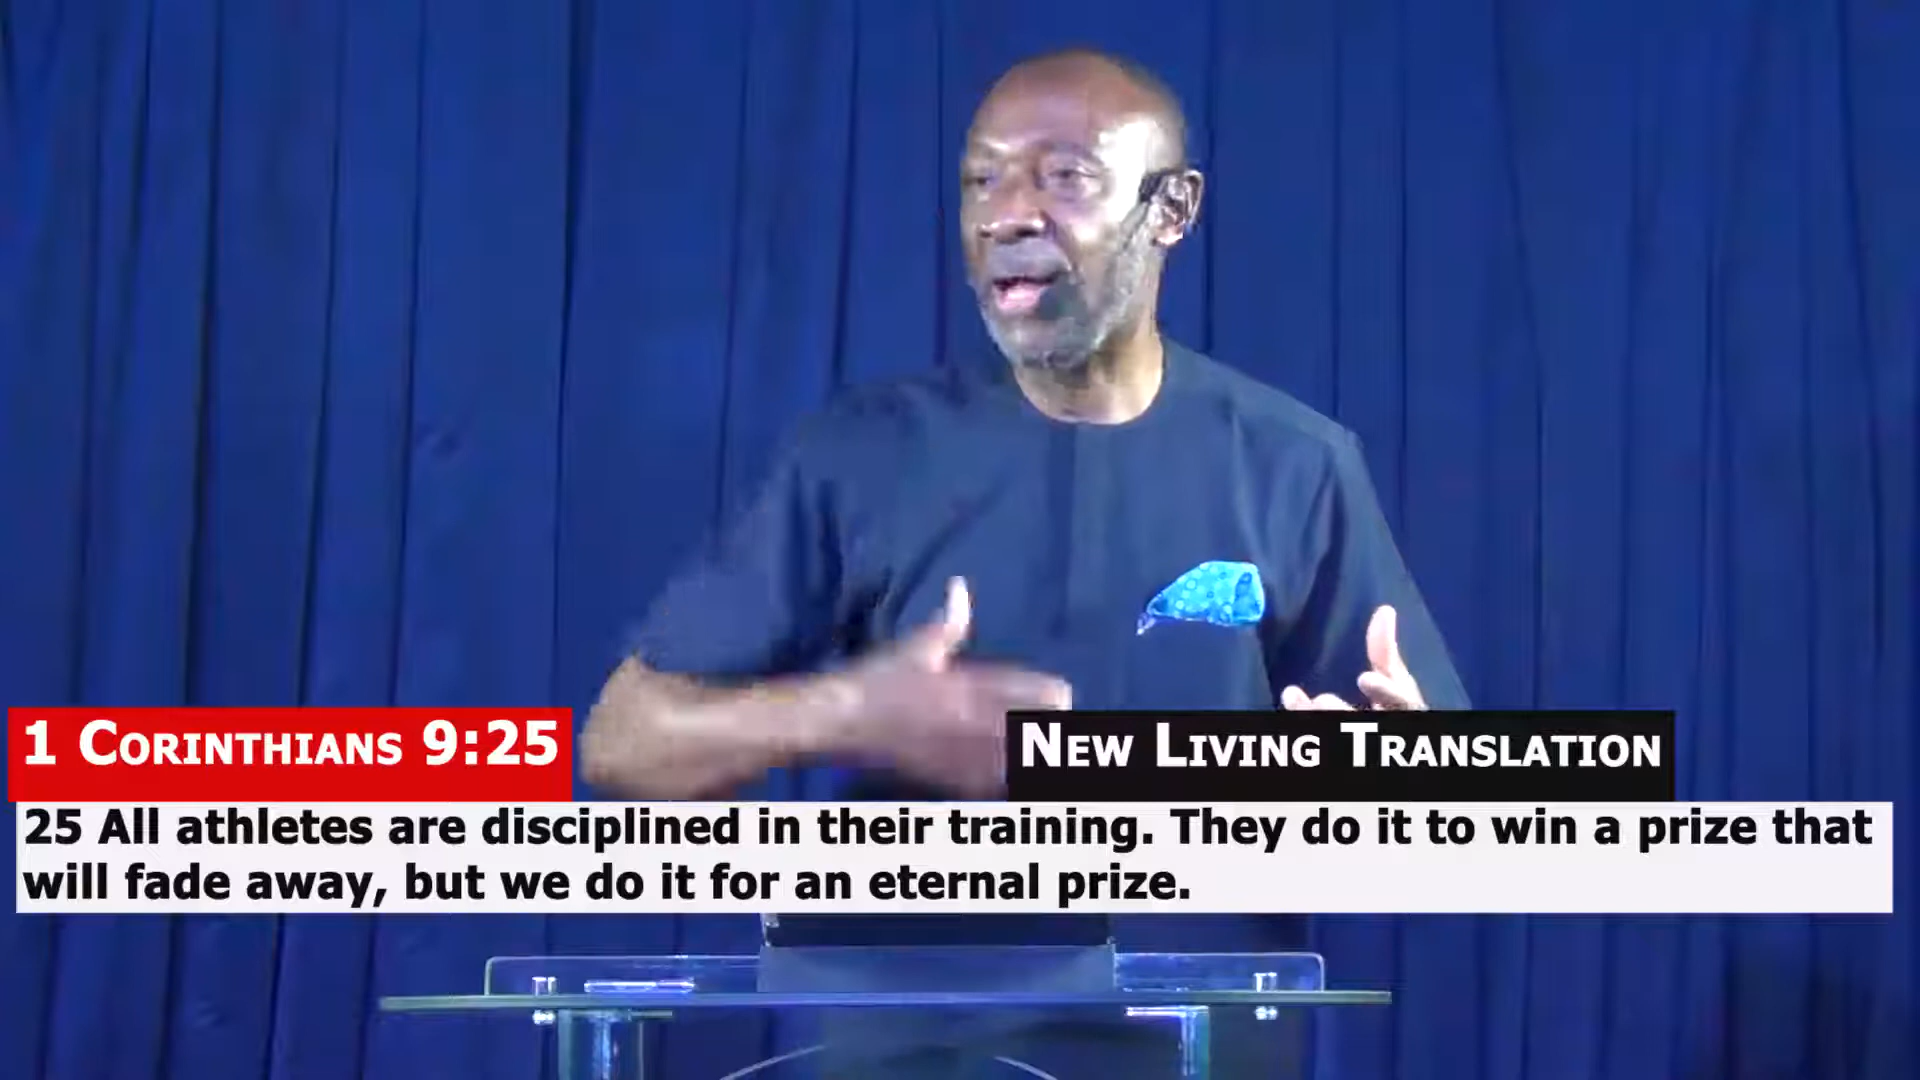 1 Corinthians 9:25
New Living Translation
25 All athletes are disciplined in their training. They do it to win a prize that
will fade away, but we do it for an eternal prize.